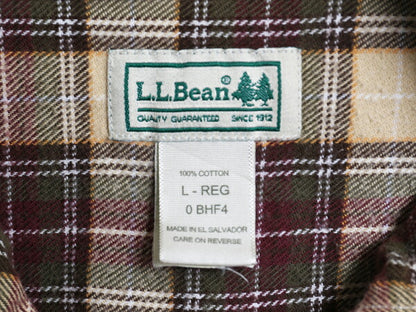 L.L.Bean®
QUALITY GUARANTEED SINCE 1912
100% COTTON
L - REG
0 BHF4
MADE IN EL SALVADOR
CARE ON REVERSE